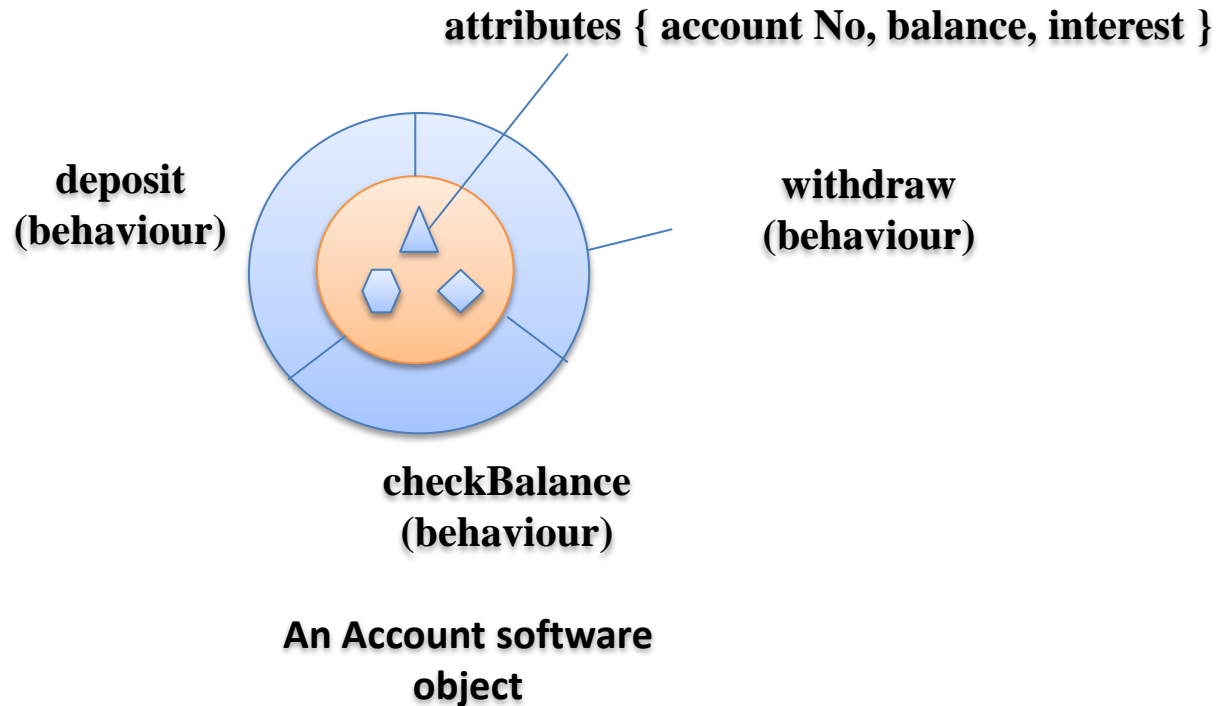 attributes { account No, balance, interest }
deposit
(behaviour)
withdraw
(behaviour)
checkBalance
(behaviour)
An Account software
object